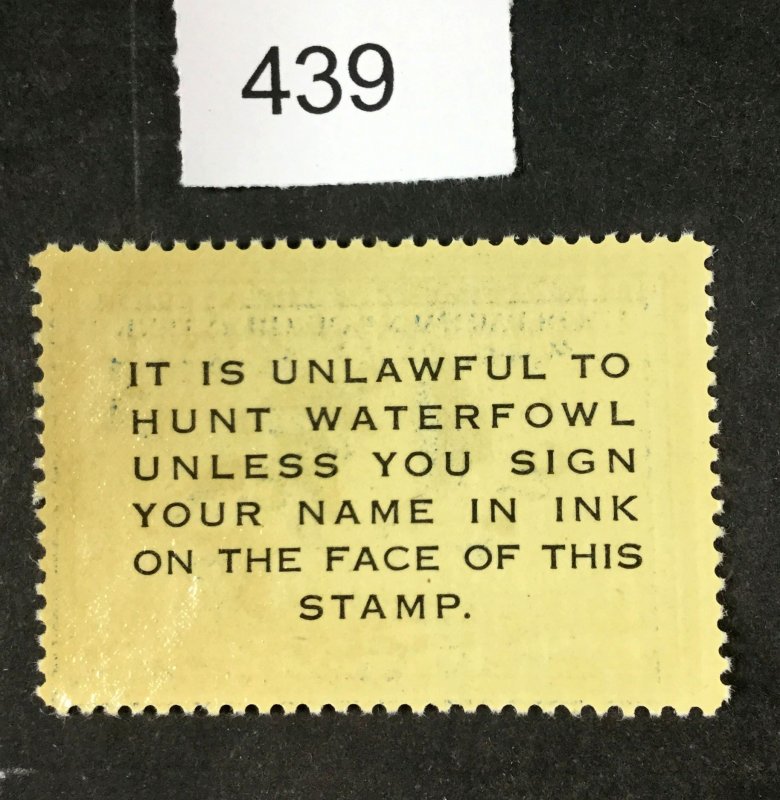 439
IT IS UNLAWFUL TO
HUNT WATERFOWL
UNLESS YOU SIGN
YOUR NAME IN INK
ON THE FACE OF THIS
STAMP.